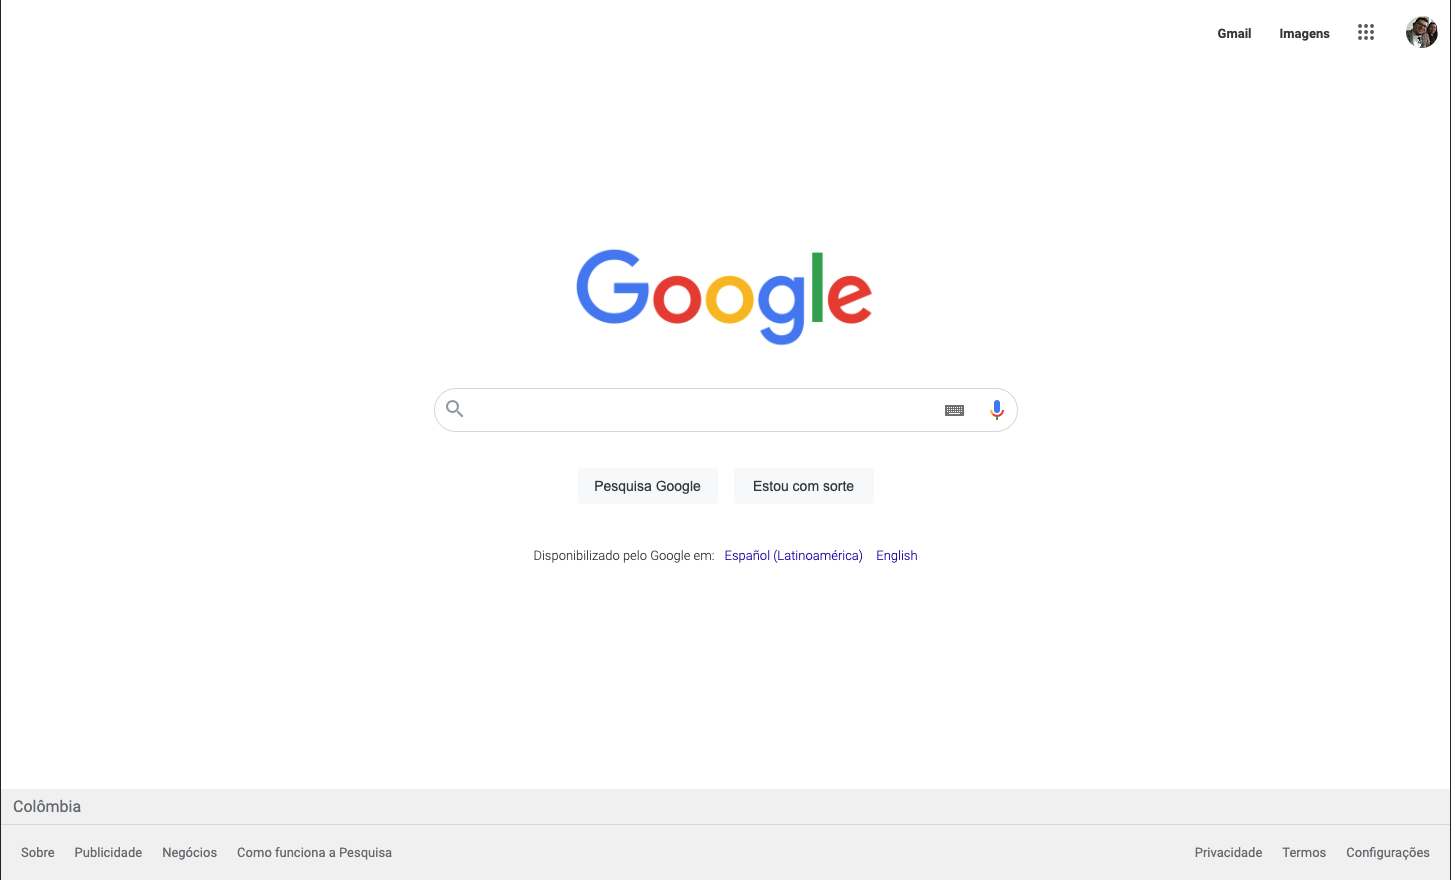 Gmail Imagens
Google
Pesquisa Google Estou com sorte
Disponibilizado pelo Google em: Español (Latinoamérica) English
Colômbia
Sobre Publicidade Negócios Como funciona a Pesquisa Privacidade Termos Configurações